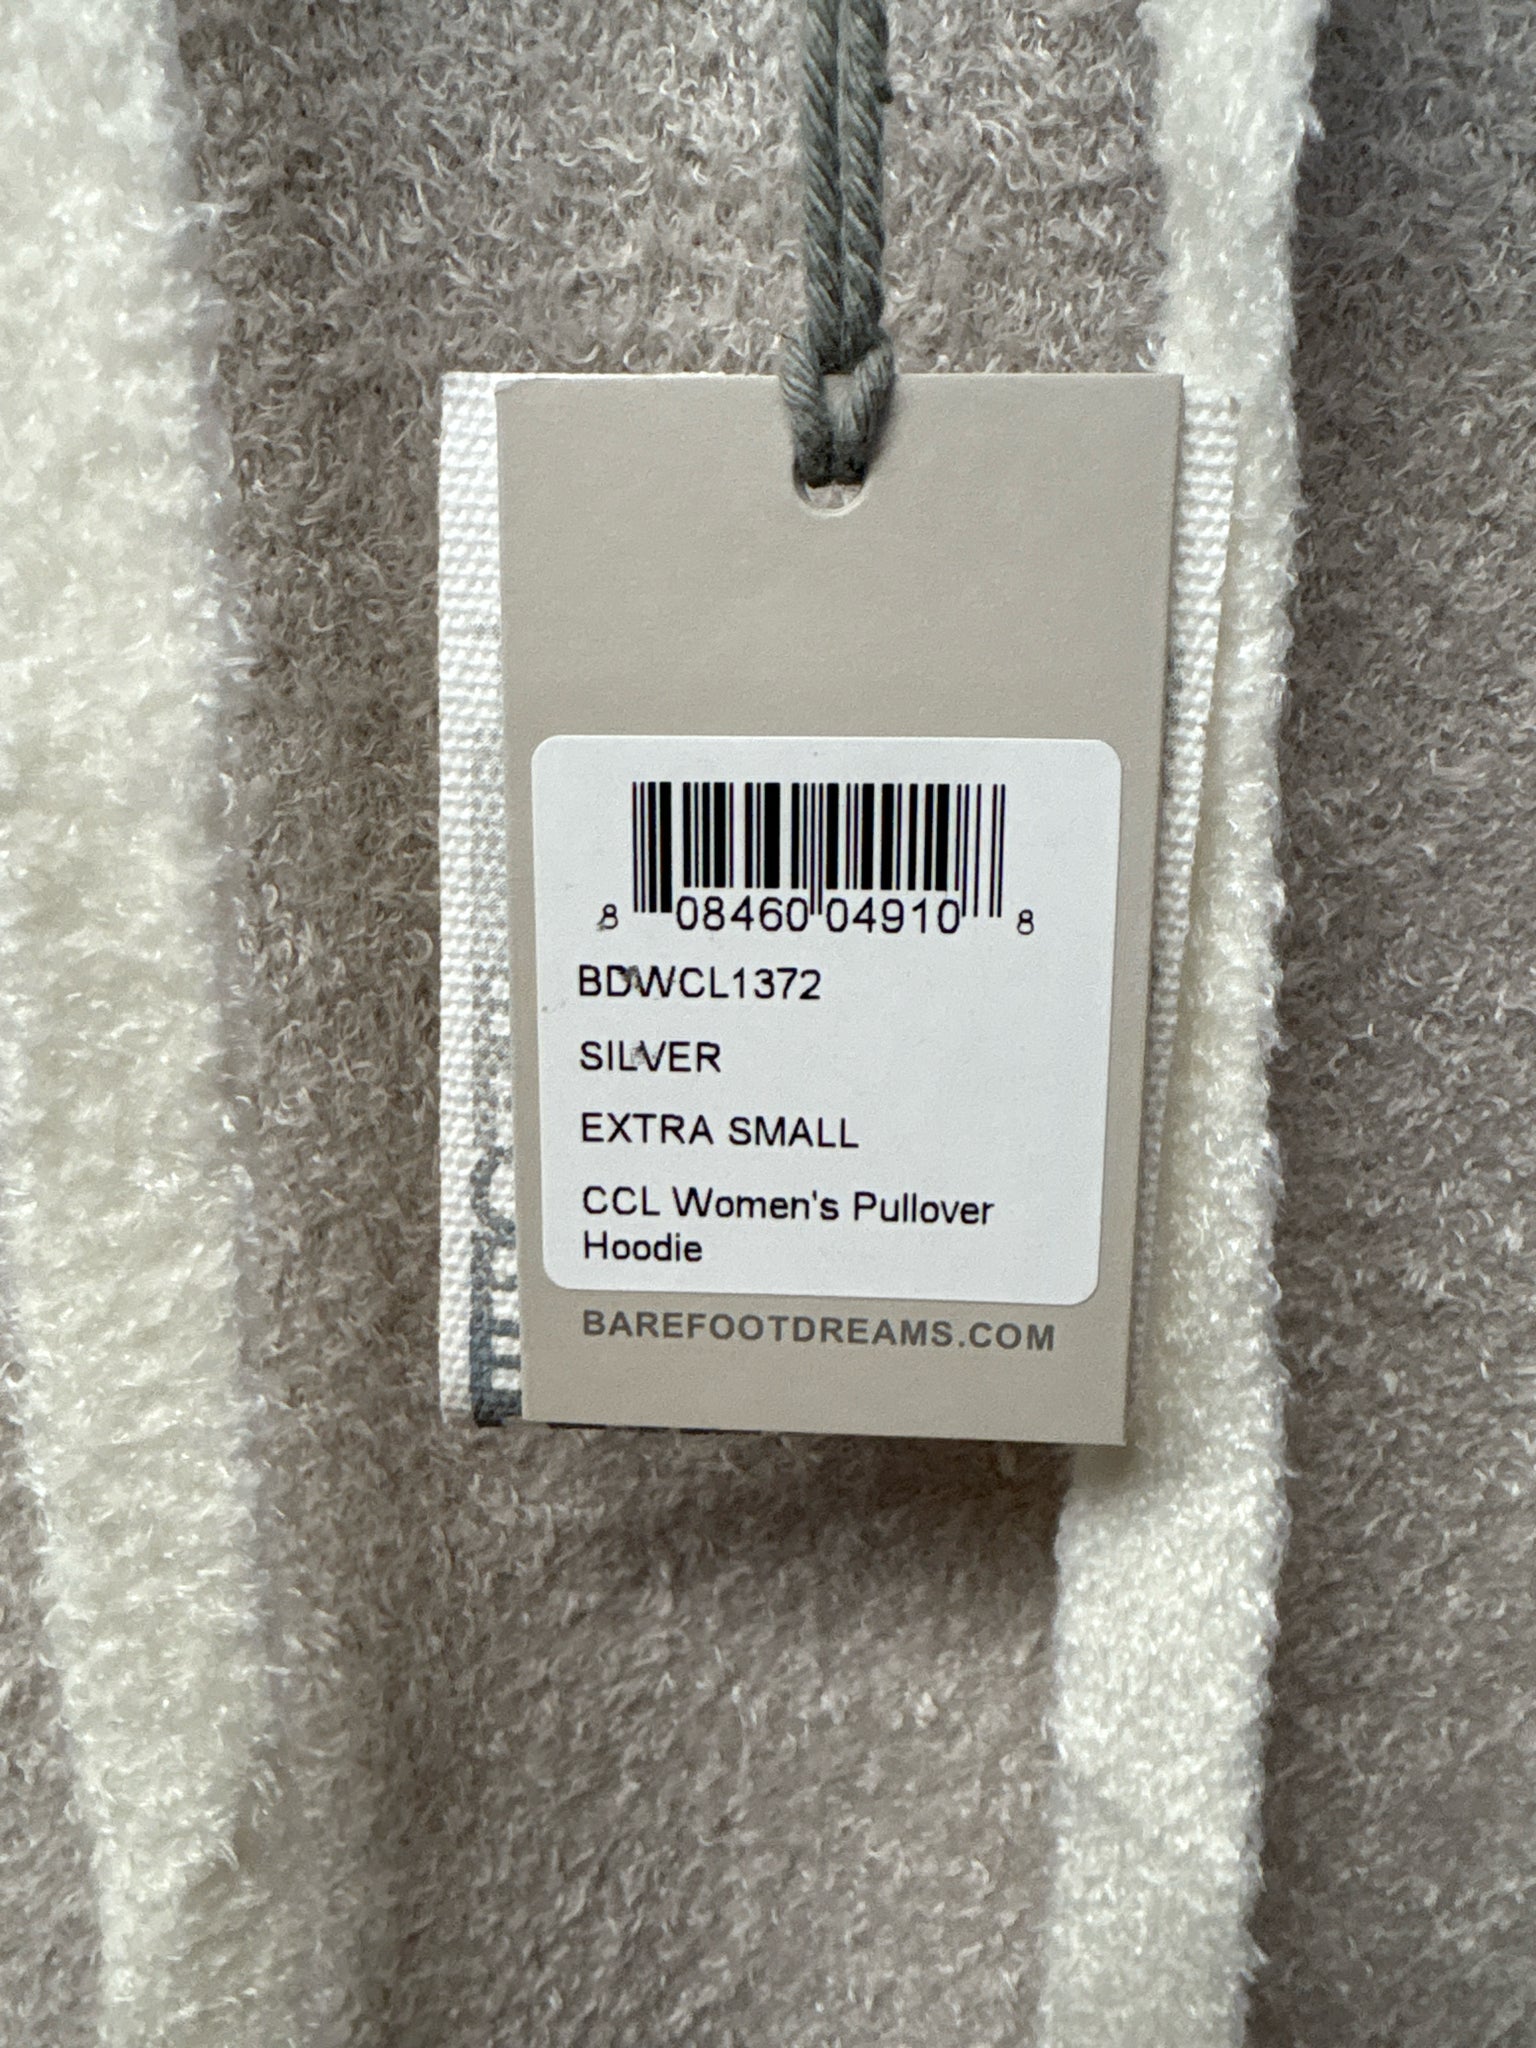 8 08460 04910 8
BDWCL1372
SILVER
EXTRA SMALL
CCL Women's Pullover
Hoodie
BAREFOOTDREAMS.COM